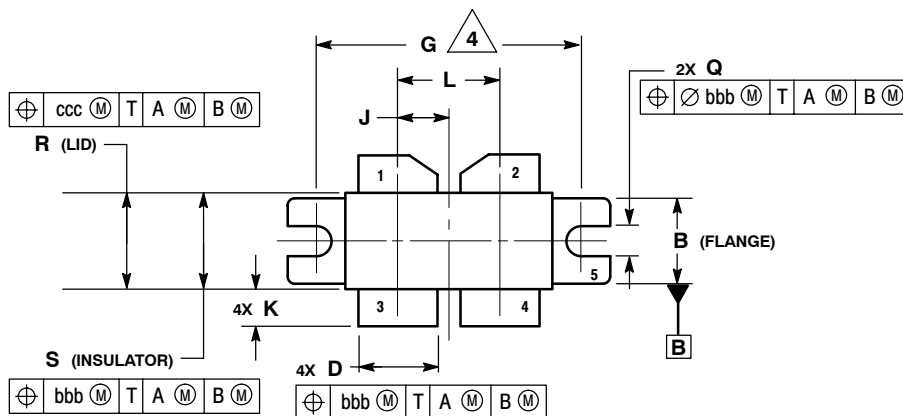 G 4
L
2X Q
⌖ ⌀ bbb Ⓜ T A Ⓜ B Ⓜ
⌖ ccc Ⓜ T A Ⓜ B Ⓜ
J
R (LID)
1
2
B (FLANGE)
5
3
4
4X K
B
S (INSULATOR)
4X D
⌖ bbb Ⓜ T A Ⓜ B Ⓜ
⌖ bbb Ⓜ T A Ⓜ B Ⓜ